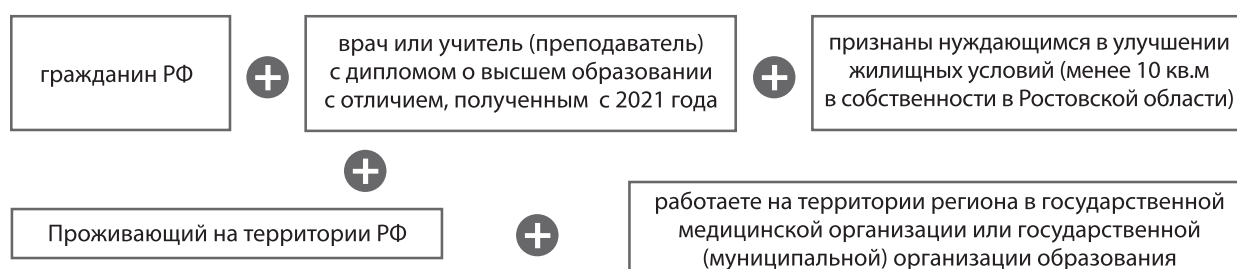 гражданин РФ
врач или учитель (преподаватель)
с дипломом о высшем образовании
с отличием, полученным с 2021 года
признаны нуждающимся в улучшении
жилищных условий (менее 10 кв.м
в собственности в Ростовской области)
Проживающий на территории РФ
работаете на территории региона в государственной
медицинской организации или государственной
(муниципальной) организации образования